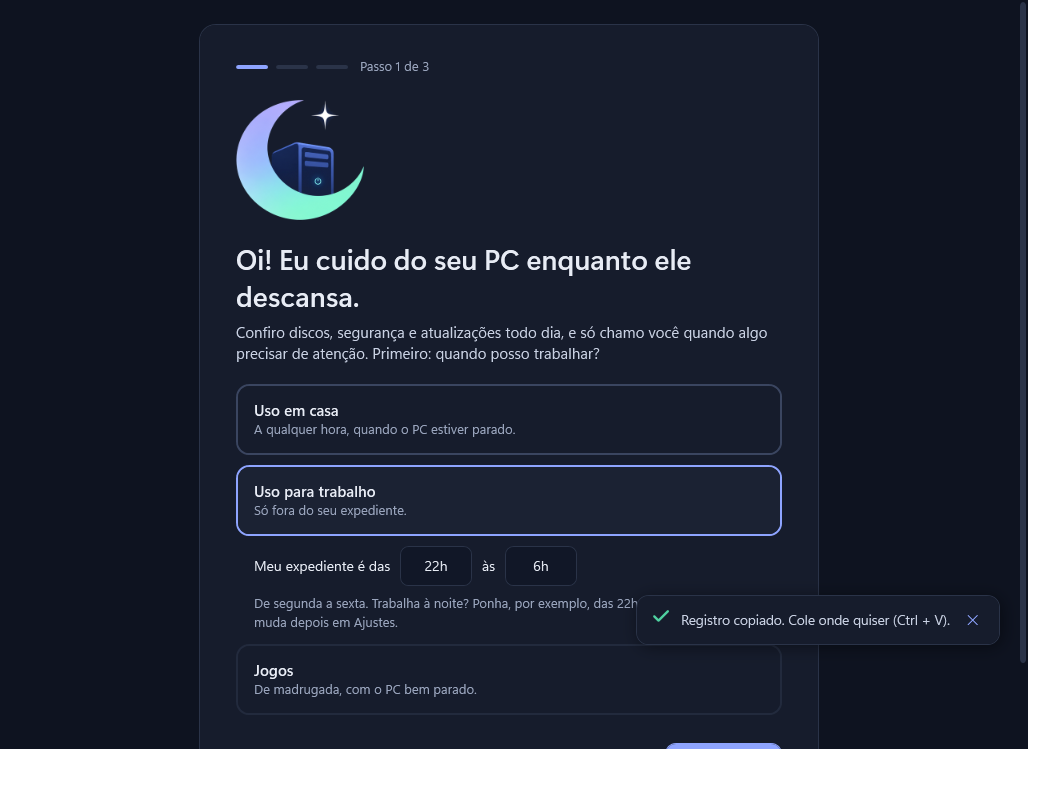 Passo 1 de 3
Oi! Eu cuido do seu PC enquanto ele
descansa.
Confiro discos, segurança e atualizações todo dia, e só chamo você quando algo
precisar de atenção. Primeiro: quando posso trabalhar?
Uso em casa
A qualquer hora, quando o PC estiver parado.
Uso para trabalho
Só fora do seu expediente.
Meu expediente é das 22h às 6h
De segunda a sexta. Trabalha à noite? Ponha, por exemplo, das 22h
muda depois em Ajustes.
Registro copiado. Cole onde quiser (Ctrl + V).
Jogos
De madrugada, com o PC bem parado.